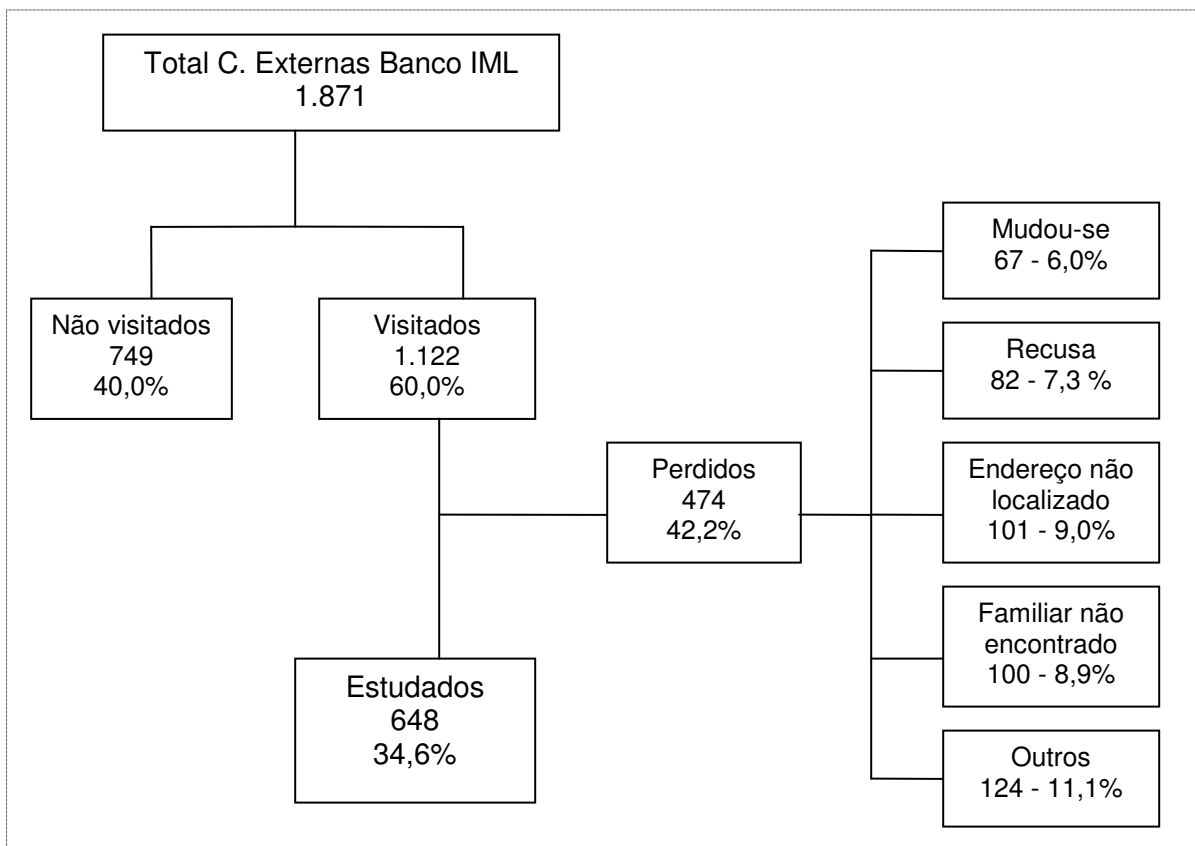 Total C. Externas Banco IML
1.871
Não visitados
749
40,0%
Visitados
1.122
60,0%
Perdidos
474
42,2%
Estudados
648
34,6%
Mudou-se
67 - 6,0%
Recusa
82 - 7,3 %
Endereço não
localizado
101 - 9,0%
Familiar não
encontrado
100 - 8,9%
Outros
124 - 11,1%